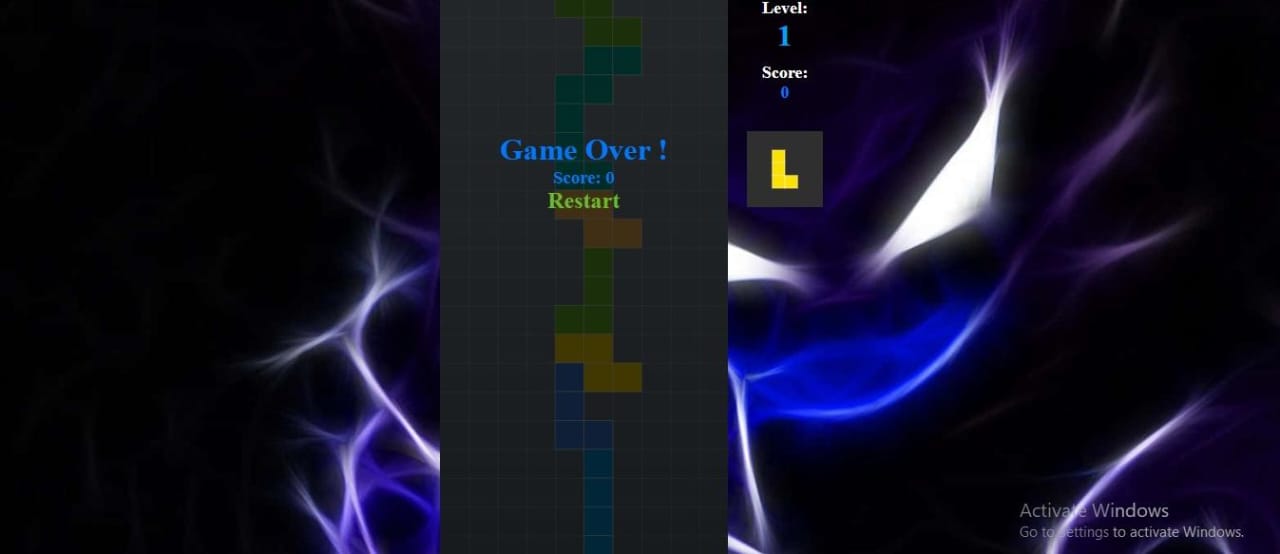 Level:
1
Score:
0
Game Over !
Score: 0
Restart
Activate Windows
Go to Settings to activate Windows.